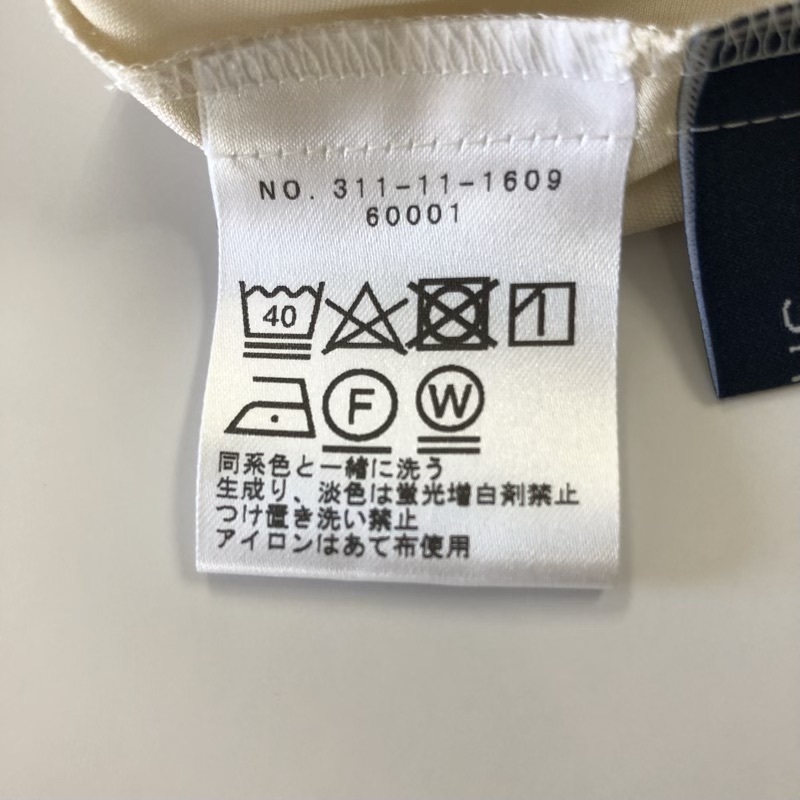 NO. 311-11-1609
60001
40
F W
同系色と一緒に洗う
生成り、淡色は蛍光増白剤禁止
つけ置き洗い禁止
アイロンはあて布使用